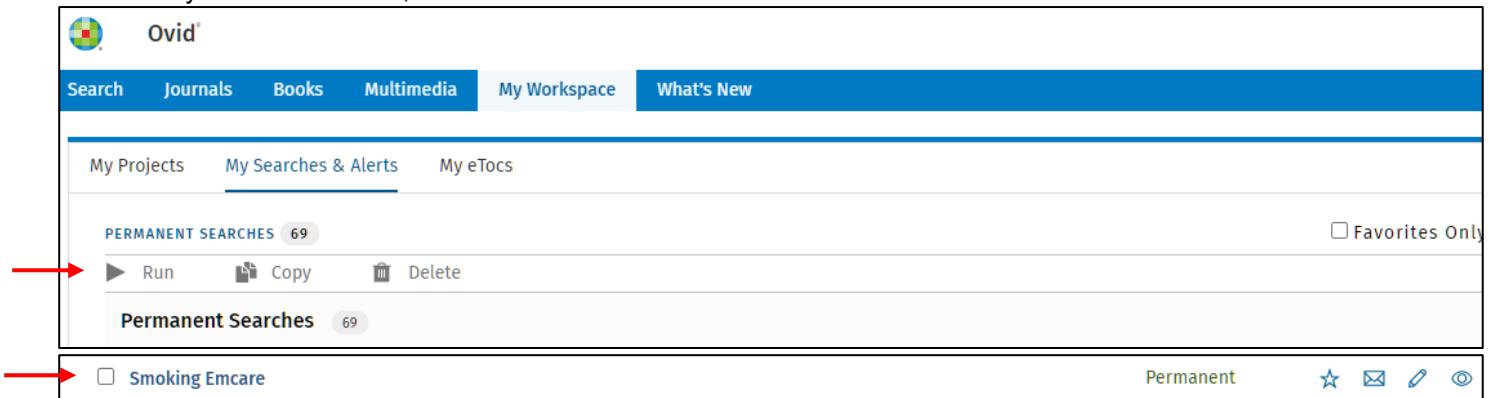 Ovid®
Search Journals Books Multimedia My Workspace What's New
My Projects My Searches & Alerts My eTocs
PERMANENT SEARCHES 69 Favorites Only
Run Copy Delete
Permanent Searches 69
Smoking Emcare Permanent